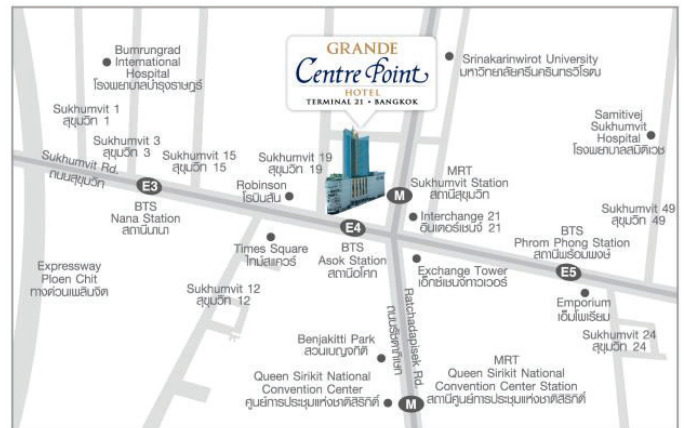 GRANDE
Centre Point
HOTEL
TERMINAL 21 • BANGKOK
Bumrungrad
International
Hospital
โรงพยาบาลบำรุงราษฎร์
Srinakarinwirot University
มหาวิทยาลัยศรีนครินทรวิโรฒ
Sukhumvit 1
สุขุมวิท 1
Sukhumvit 3
สุขุมวิท 3
Sukhumvit 15
สุขุมวิท 15
Sukhumvit 19
สุขุมวิท 19
Samitivej
Sukhumvit
Hospital
โรงพยาบาลสมิติเวช
Sukhumvit Rd.
ถนนสุขุมวิท
E3
BTS
Nana Station
สถานีนานา
Robinson
โรบินสัน
MRT
Sukhumvit Station
สถานีสุขุมวิท
M
Interchange 21
อินเตอร์เชนจ์ 21
Sukhumvit 49
สุขุมวิท 49
E4
BTS
Asok Station
สถานีอโศก
Times Square
ไทม์สแควร์
BTS
Phrom Phong Station
สถานีพร้อมพงษ์
E5
Expressway
Ploen Chit
ทางด่วนเพลินจิต
Sukhumvit 12
สุขุมวิท 12
Exchange Tower
เอ็กซ์เชนจ์ทาวเวอร์
Emporium
เอ็มโพเรียม
Ratchadapisek Rd.
ถนนรัชดาภิเษก
Sukhumvit 24
สุขุมวิท 24
Benjakitti Park
สวนเบญจกิติ
Queen Sirikit National
Convention Center
ศูนย์การประชุมแห่งชาติสิริกิติ์
M
MRT
Queen Sirikit National
Convention Center Station
สถานีศูนย์การประชุมแห่งชาติสิริกิติ์